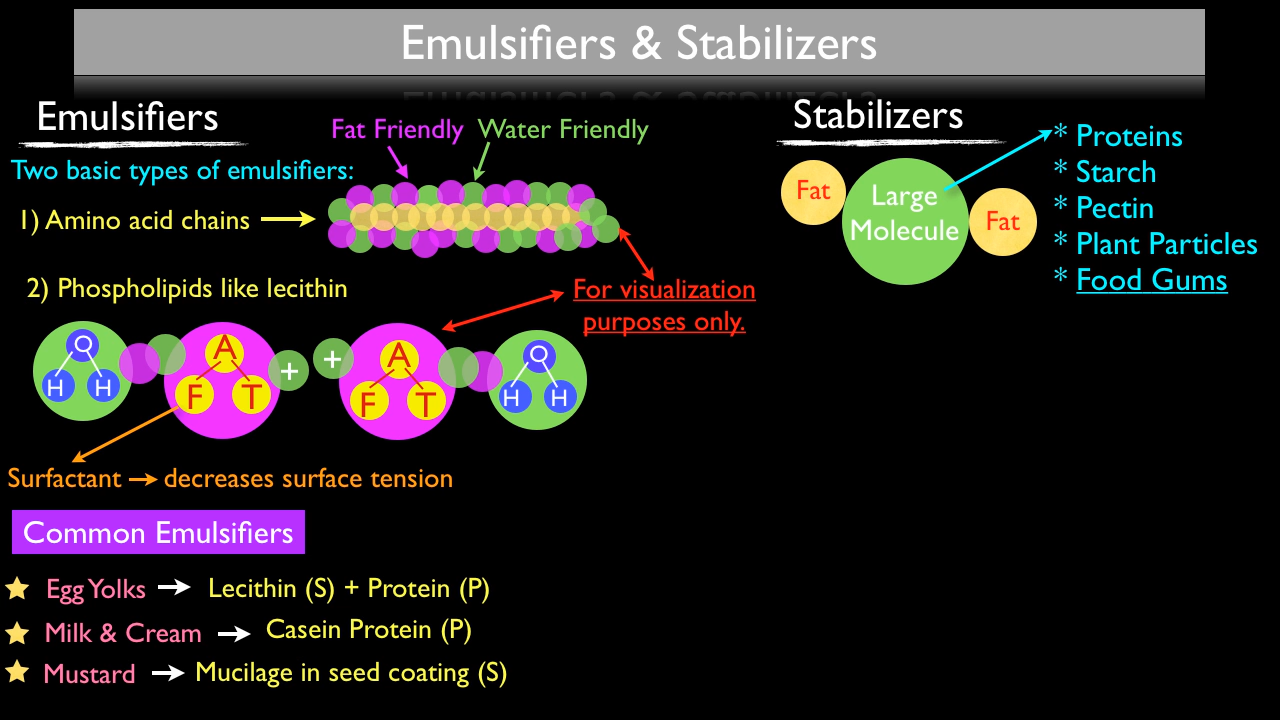 Emulsifiers & Stabilizers
Emulsifiers
Two basic types of emulsifiers:
1) Amino acid chains
Fat Friendly
Water Friendly
2) Phospholipids like lecithin
For visualization
purposes only.
O
H H
A
F T
+
+
A
F T
O
H H
Surfactant → decreases surface tension
Common Emulsifiers
Egg Yolks → Lecithin (S) + Protein (P)
Milk & Cream → Casein Protein (P)
Mustard → Mucilage in seed coating (S)
Stabilizers
Fat
Large
Molecule
Fat
* Proteins
* Starch
* Pectin
* Plant Particles
* Food Gums